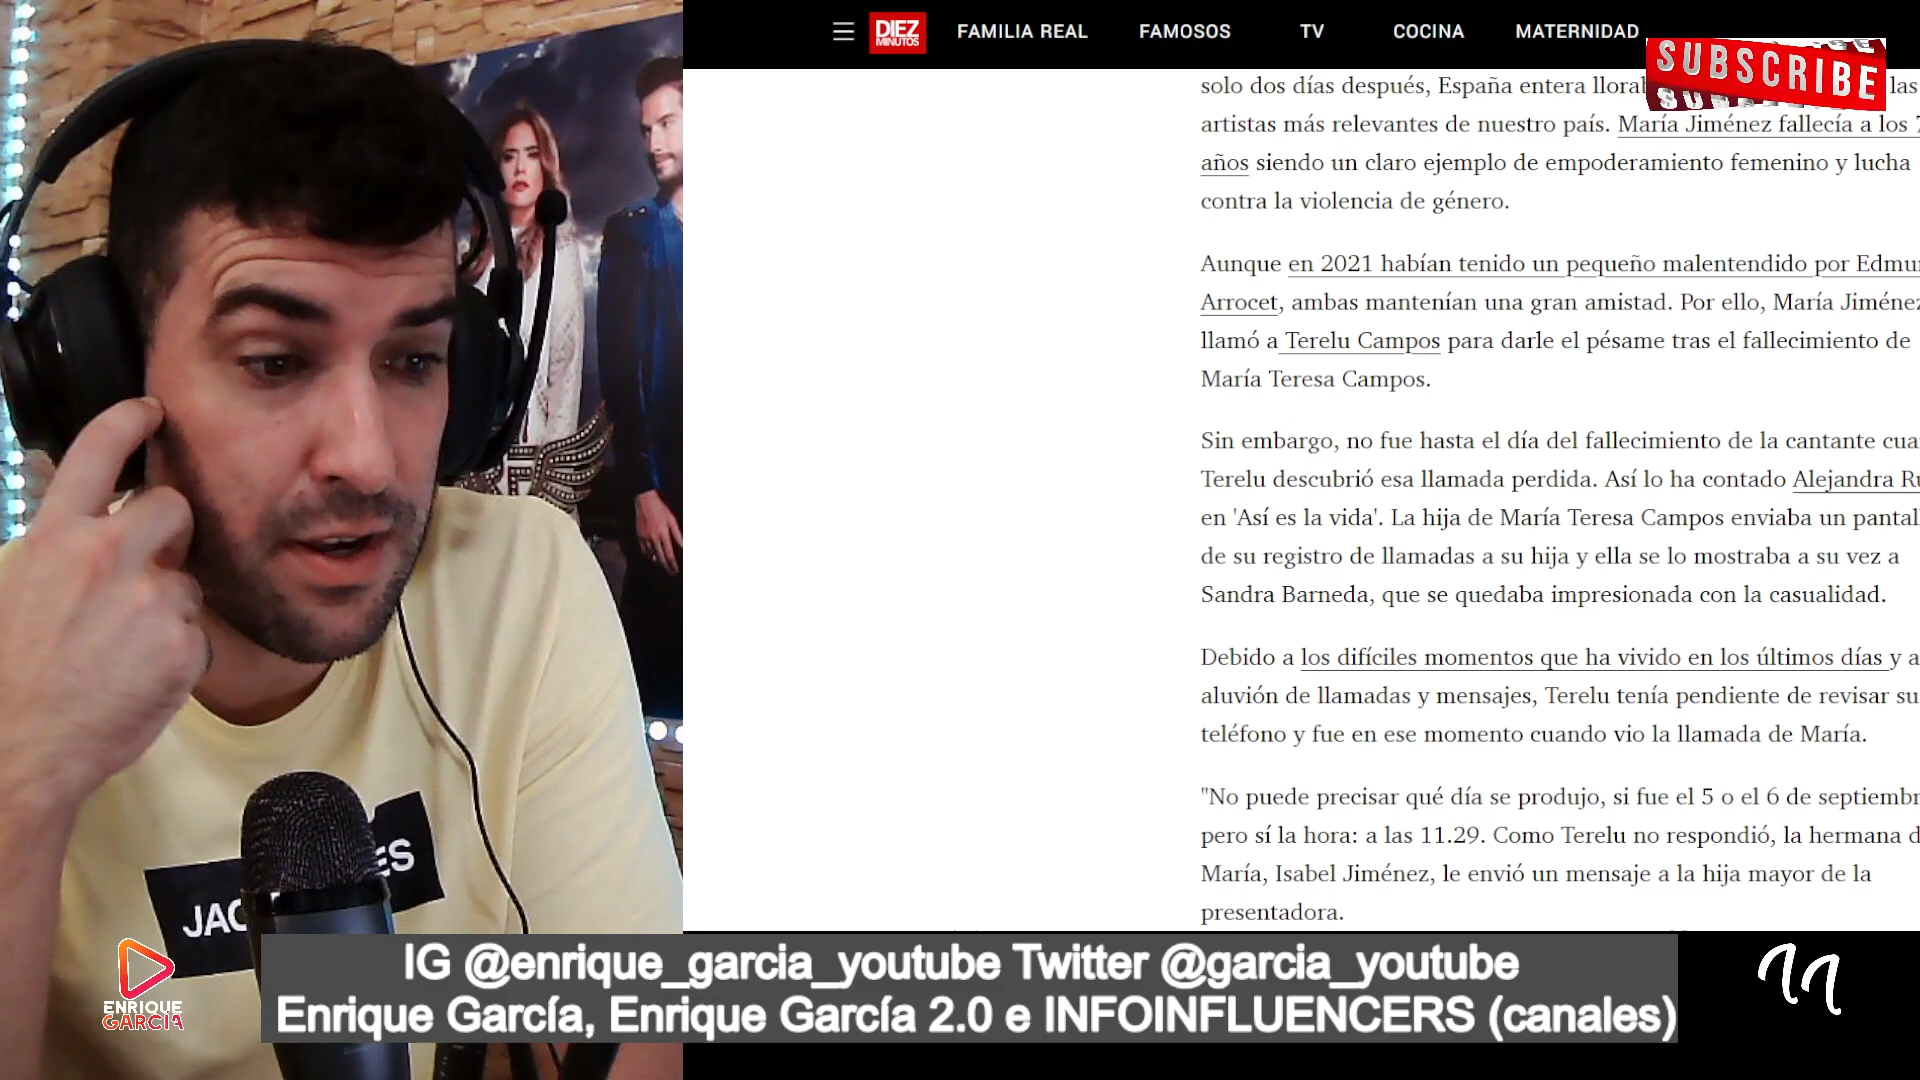 DIEZ
MINUTOS
FAMILIA REAL
FAMOSOS
TV
COCINA
MATERNIDAD
SUBSCRIBE
solo dos días después, España entera las
artistas más relevantes de nuestro país. María Jiménez fallecía a los
años siendo un claro ejemplo de empoderamiento femenino y lucha
contra la violencia de género.
Aunque en 2021 habían tenido un pequeño malentendido por
Arrocet, ambas mantenían una gran amistad. Por ello, María Jiménez
llamó a Terelu Campos para darle el pésame tras el fallecimiento de
María Teresa Campos.
Sin embargo, no fue hasta el día del fallecimiento de la cantante
Terelu descubrió esa llamada perdida. Así lo ha contado Alejandra
en 'Así es la vida'. La hija de María Teresa Campos enviaba un
de su registro de llamadas a su hija y ella se lo mostraba a su vez a
Sandra Barneda, que se quedaba impresionada con la casualidad.
Debido a los difíciles momentos que ha vivido en los últimos días y
aluvión de llamadas y mensajes, Terelu tenía pendiente de revisar su
teléfono y fue en ese momento cuando vio la llamada de María.
"No puede precisar qué día se produjo, si fue el 5 o el 6 de
pero sí la hora: a las 11.29. Como Terelu no respondió, la hermana
María, Isabel Jiménez, le envió un mensaje a la hija mayor de la
presentadora.
IG @enrique_garcia_youtube Twitter @garcia_youtube
Enrique García, Enrique García 2.0 e INFOINFLUENCERS (canales)
ENRIQUE
GARCIA